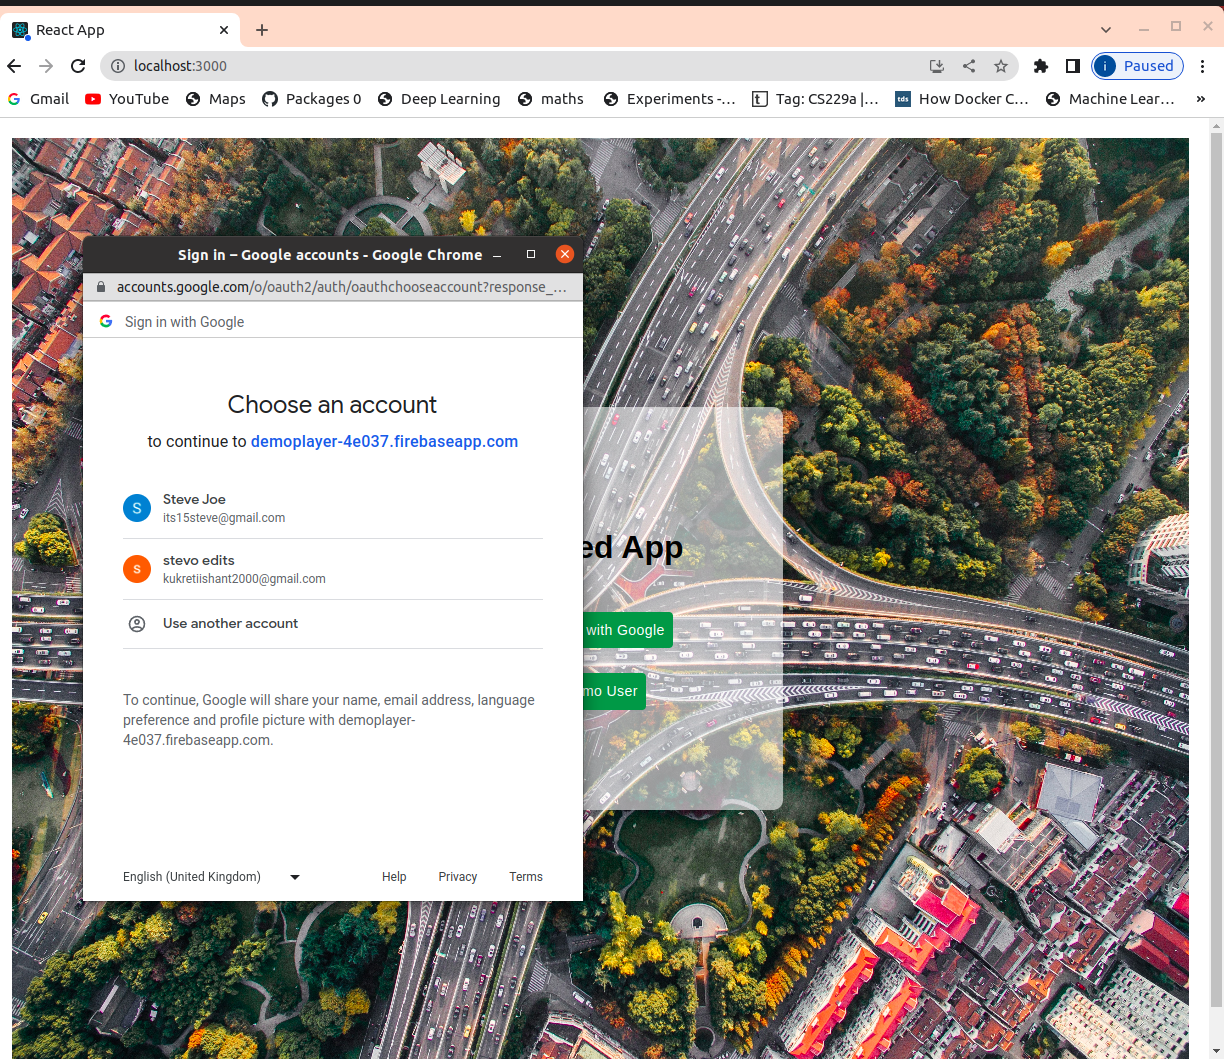 React App
localhost:3000
i Paused
Gmail YouTube Maps Packages 0 Deep Learning maths Experiments -... t Tag: CS229a |... tds How Docker C... Machine Lear... »
Sign in – Google accounts - Google Chrome
accounts.google.com/o/oauth2/auth/oauthchooseaccount?response_...
Sign in with Google
Choose an account
to continue to demoplayer-4e037.firebaseapp.com
S Steve Joe
its15steve@gmail.com
s stevo edits
kukretiishant2000@gmail.com
Use another account
To continue, Google will share your name, email address, language
preference and profile picture with demoplayer-
4e037.firebaseapp.com.
English (United Kingdom) Help Privacy Terms
ed App
with Google
mo User